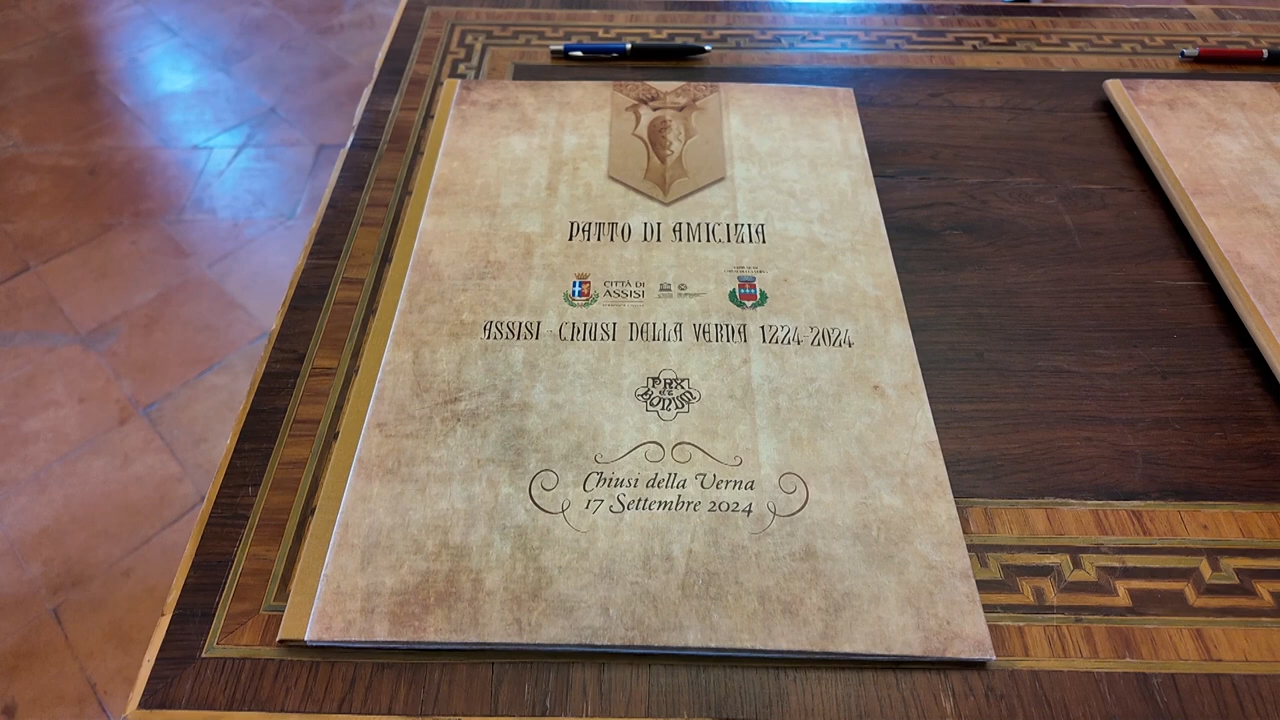 PATTO DI AMICIZIA
CITTÀ DI
ASSISI
ASSISI - CHIUSI DELLA VERNA 1224-2024
PAX
ET
BONUM
Chiusi della Verna
17 Settembre 2024